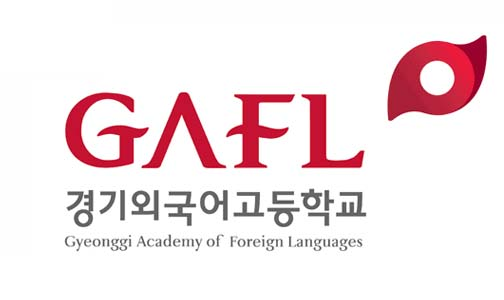 GAFL
경기외국어고등학교
Gyeonggi Academy of Foreign Languages